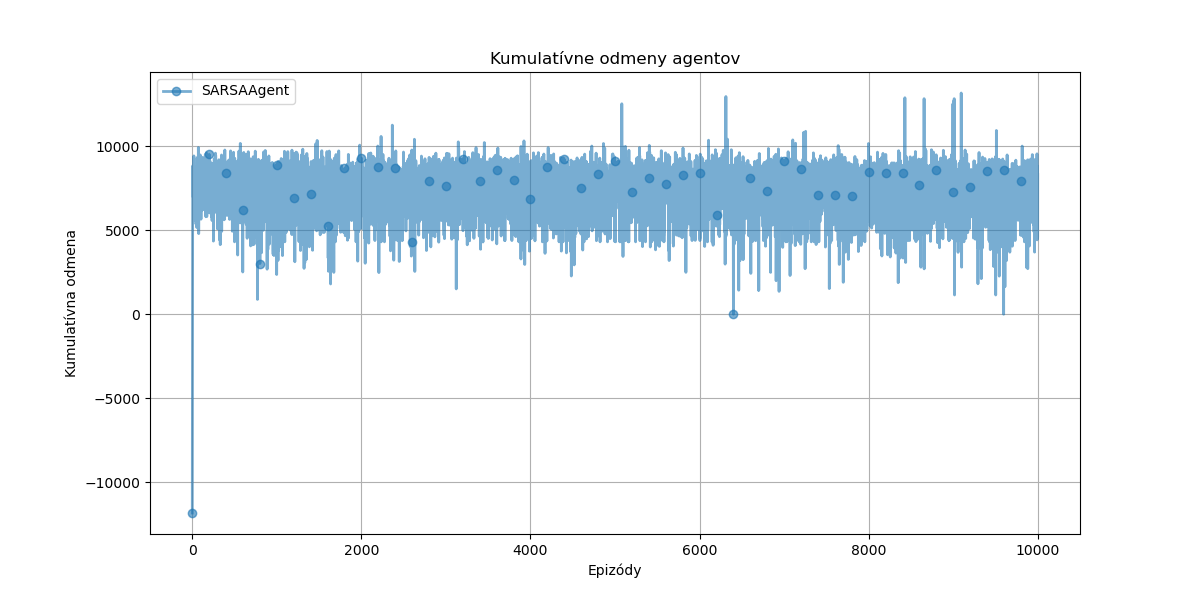 Kumulatívne odmeny agentov
SARSAAgent
10000
5000
0
−5000
−10000
Kumulatívna odmena
0 2000 4000 6000 8000 10000
Epizódy